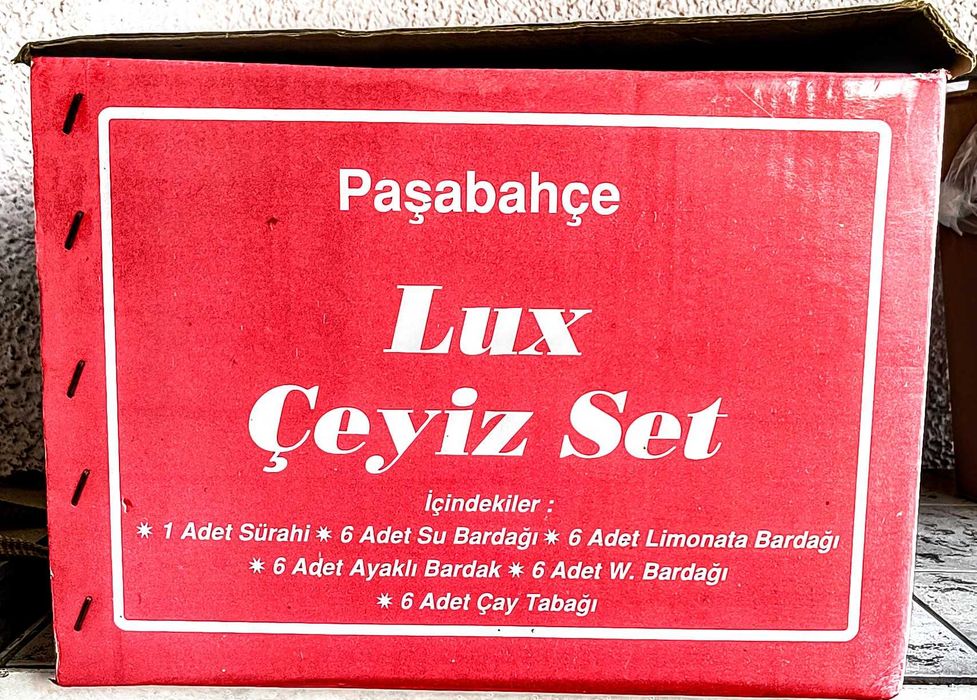 Paşabahçe
Lux
Çeyiz Set
İçindekiler :
✷ 1 Adet Sürahi ✷ 6 Adet Su Bardağı ✷ 6 Adet Limonata Bardağı
✷ 6 Adet Ayaklı Bardak ✷ 6 Adet W. Bardağı
✷ 6 Adet Çay Tabağı